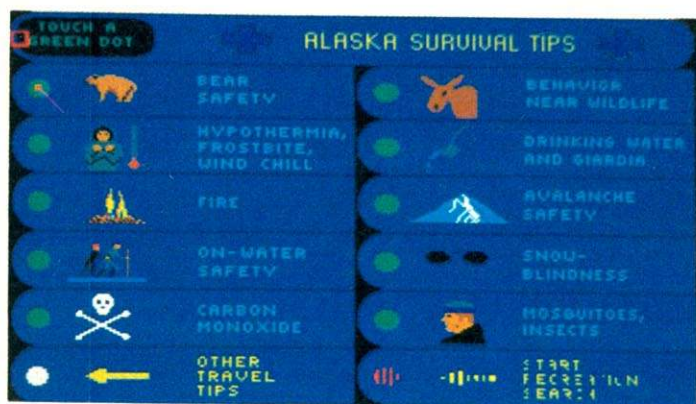 TOUCH A
GREEN DOT
ALASKA SURVIVAL TIPS
BEAR
SAFETY
BEHAVIOR
NEAR WILDLIFE
HYPOTHERMIA,
FROSTBITE,
WIND CHILL
DRINKING WATER
AND GIARDIA
FIRE
AVALANCHE
SAFETY
ON-WATER
SAFETY
SNOW-
BLINDNESS
CARBON
MONOXIDE
MOSQUITOES,
INSECTS
OTHER
TRAVEL
TIPS
START
RECREATION
SEARCH